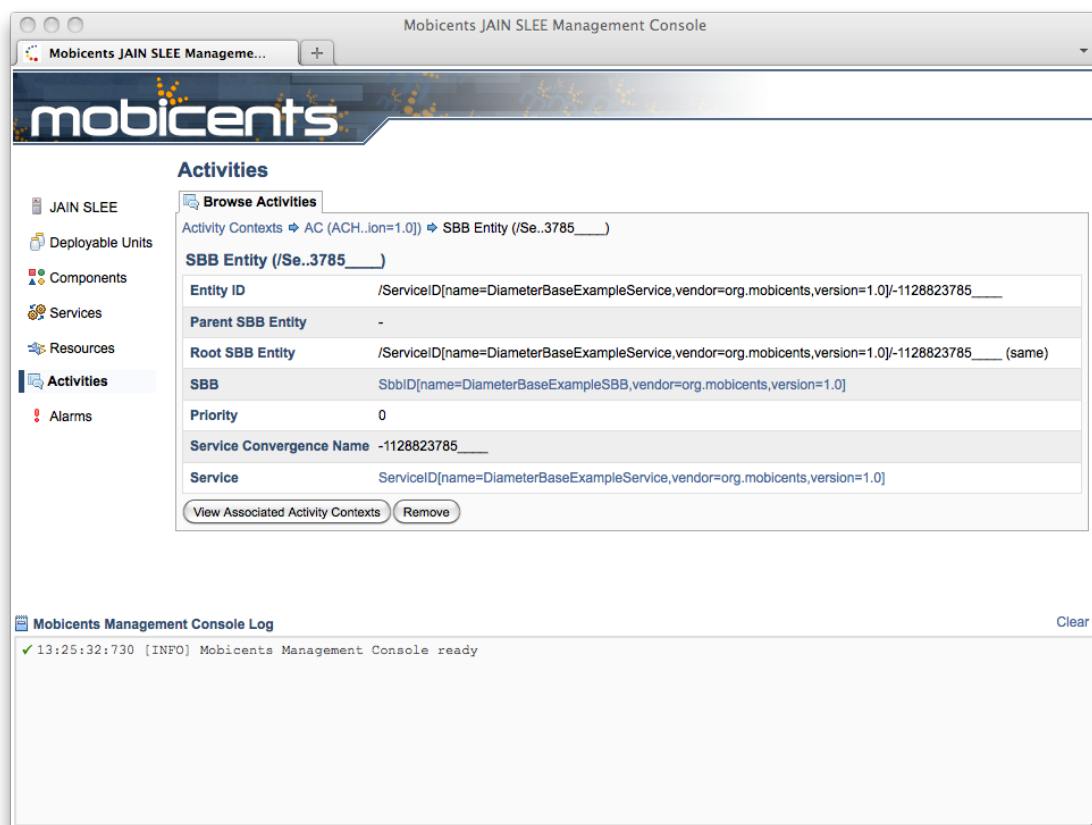 Mobicents JAIN SLEE Management Console
Mobicents JAIN SLEE Manageme...
mobicents
Activities
JAIN SLEE
Deployable Units
Components
Services
Resources
Activities
Alarms
Browse Activities
Activity Contexts ⇨ AC (ACH..ion=1.0]) ⇨ SBB Entity (/Se..3785____)
SBB Entity (/Se..3785____)
Entity ID /ServiceID[name=DiameterBaseExampleService,vendor=org.mobicents,version=1.0]/-1128823785____
Parent SBB Entity -
Root SBB Entity /ServiceID[name=DiameterBaseExampleService,vendor=org.mobicents,version=1.0]/-1128823785____ (same)
SBB SbbID[name=DiameterBaseExampleSBB,vendor=org.mobicents,version=1.0]
Priority 0
Service Convergence Name -1128823785____
Service ServiceID[name=DiameterBaseExampleService,vendor=org.mobicents,version=1.0]
View Associated Activity Contexts Remove
Mobicents Management Console Log Clear
13:25:32:730 [INFO] Mobicents Management Console ready